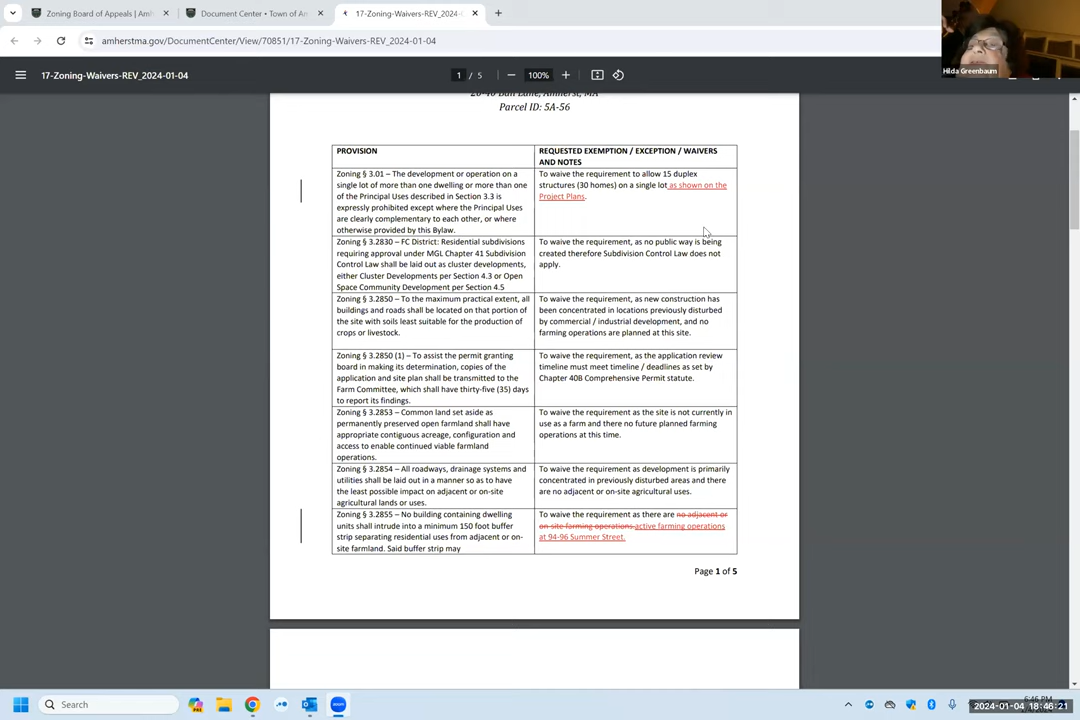 Zoning Board of Appeals | Amh
Document Center • Town of Am
17-Zoning-Waivers-REV_2024-01-
amherstma.gov/DocumentCenter/View/70851/17-Zoning-Waivers-REV_2024-01-04
17-Zoning-Waivers-REV_2024-01-04
1 / 5
100%
Hilda Greenbaum
Parcel ID: 5A-56
PROVISION
REQUESTED EXEMPTION / EXCEPTION / WAIVERS
AND NOTES
Zoning § 3.01 – The development or operation on a
single lot of more than one dwelling or more than one
of the Principal Uses described in Section 3.3 is
expressly prohibited except where the Principal Uses
are clearly complementary to each other, or where
otherwise provided by this Bylaw.
To waive the requirement to allow 15 duplex
structures (30 homes) on a single lot as shown on the
Project Plans.
Zoning § 3.2830 – FC District: Residential subdivisions
requiring approval under MGL Chapter 41 Subdivision
Control Law shall be laid out as cluster developments,
either Cluster Developments per Section 4.3 or Open
Space Community Development per Section 4.5
To waive the requirement, as no public way is being
created therefore Subdivision Control Law does not
apply.
Zoning § 3.2850 – To the maximum practical extent, all
buildings and roads shall be located on that portion of
the site with soils least suitable for the production of
crops or livestock.
To waive the requirement, as new construction has
been concentrated in locations previously disturbed
by commercial / industrial development, and no
farming operations are planned at this site.
Zoning § 3.2850 (1) – To assist the permit granting
board in making its determination, copies of the
application and site plan shall be transmitted to the
Farm Committee, which shall have thirty-five (35) days
to report its findings.
To waive the requirement, as the application review
timeline must meet timeline / deadlines as set by
Chapter 40B Comprehensive Permit statute.
Zoning § 3.2853 – Common land set aside as
permanently preserved open farmland shall have
appropriate contiguous acreage, configuration and
access to enable continued viable farmland
operations.
To waive the requirement as the site is not currently in
use as a farm and there no future planned farming
operations at this time.
Zoning § 3.2854 – All roadways, drainage systems and
utilities shall be laid out in a manner so as to have
the least possible impact on adjacent or on-site
agricultural lands or uses.
To waive the requirement as development is primarily
concentrated in previously disturbed areas and there
are no adjacent or on-site agricultural uses.
Zoning § 3.2855 – No building containing dwelling
units shall intrude into a minimum 150 foot buffer
strip separating residential uses from adjacent or on-
site farmland. Said buffer strip may
To waive the requirement as there are no adjacent or
on-site farming operations active farming operations
at 94-96 Summer Street.
Page 1 of 5
Search
zoom
6:46 PM
2024-01-04 18:46:21